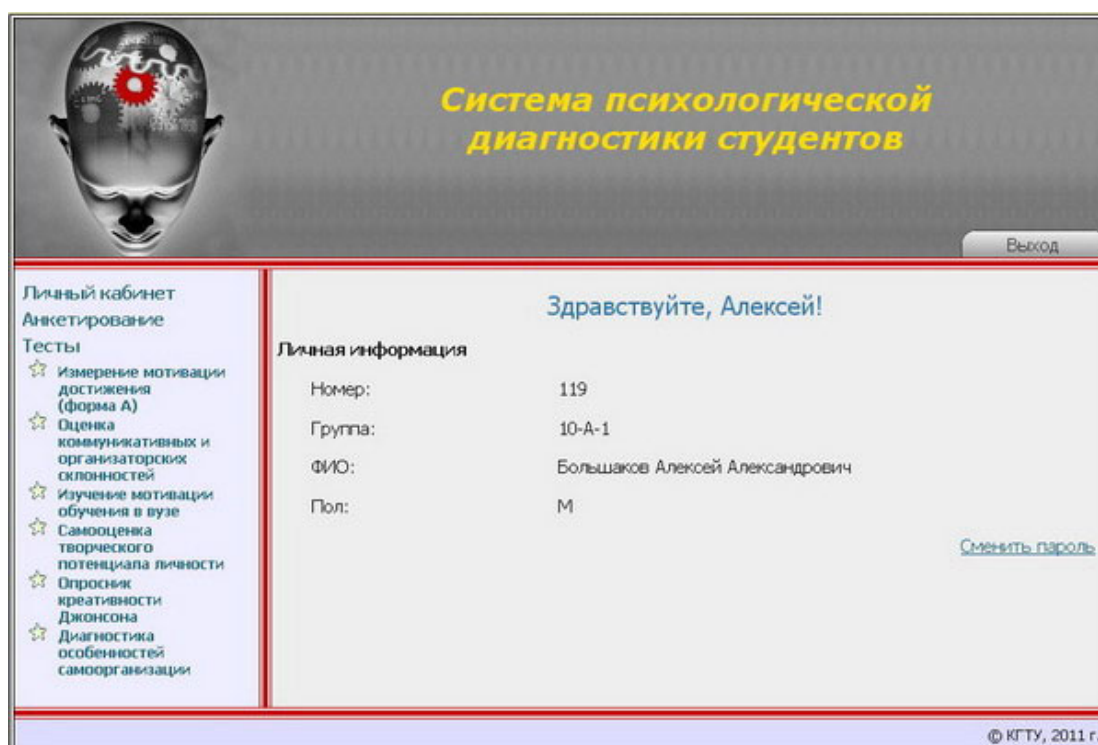 Система психологической
диагностики студентов
Выход
Личный кабинет
Анкетирование
Тесты
Измерение мотивации
достижения
(форма А)
Оценка
коммуникативных и
организаторских
склонностей
Изучение мотивации
обучения в вузе
Самооценка
творческого
потенциала личности
Опросник
креативности
Джонсона
Диагностика
особенностей
самоорганизации
Здравствуйте, Алексей!
Личная информация
Номер: 119
Группа: 10-А-1
ФИО: Большаков Алексей Александрович
Пол: М
Сменить пароль
© КГТУ, 2011 г.